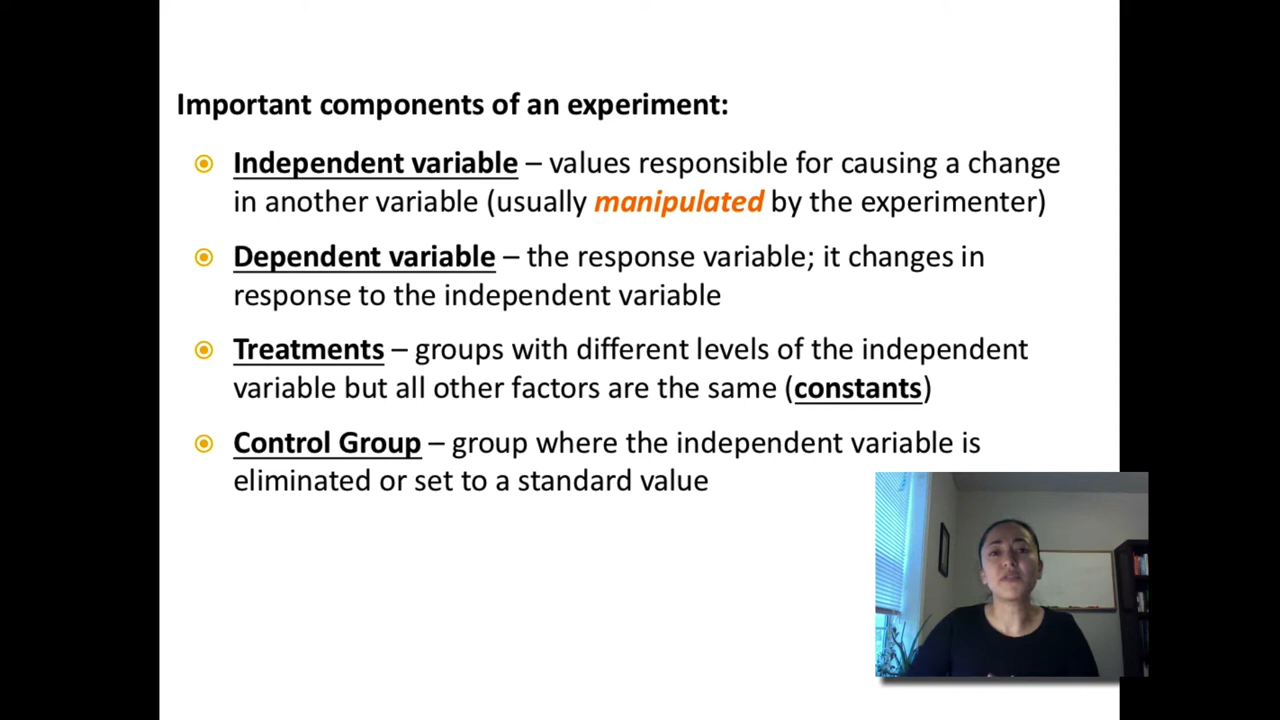 Important components of an experiment:
Independent variable – values responsible for causing a change
in another variable (usually manipulated by the experimenter)
Dependent variable – the response variable; it changes in
response to the independent variable
Treatments – groups with different levels of the independent
variable but all other factors are the same (constants)
Control Group – group where the independent variable is
eliminated or set to a standard value